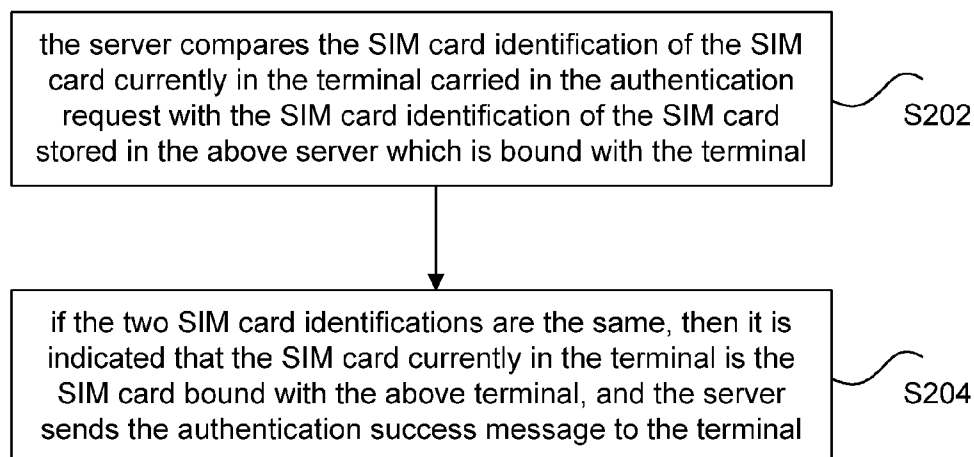 the server compares the SIM card identification of the SIM
card currently in the terminal carried in the authentication
request with the SIM card identification of the SIM card
stored in the above server which is bound with the terminal
S202
if the two SIM card identifications are the same, then it is
indicated that the SIM card currently in the terminal is the
SIM card bound with the above terminal, and the server
sends the authentication success message to the terminal
S204